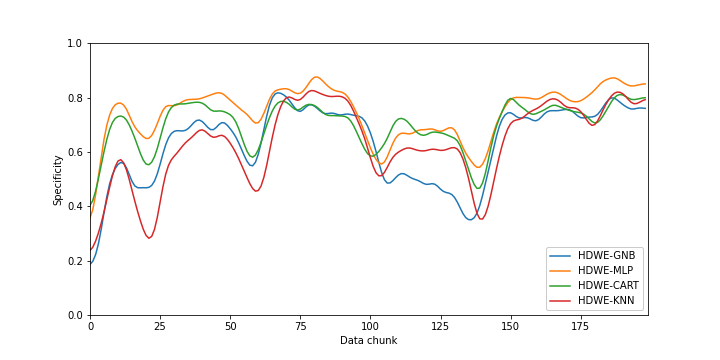 1.0
0.8
0.6
0.4
0.2
0.0
Specificity
0 25 50 75 100 125 150 175
Data chunk
HDWE-GNB
HDWE-MLP
HDWE-CART
HDWE-KNN